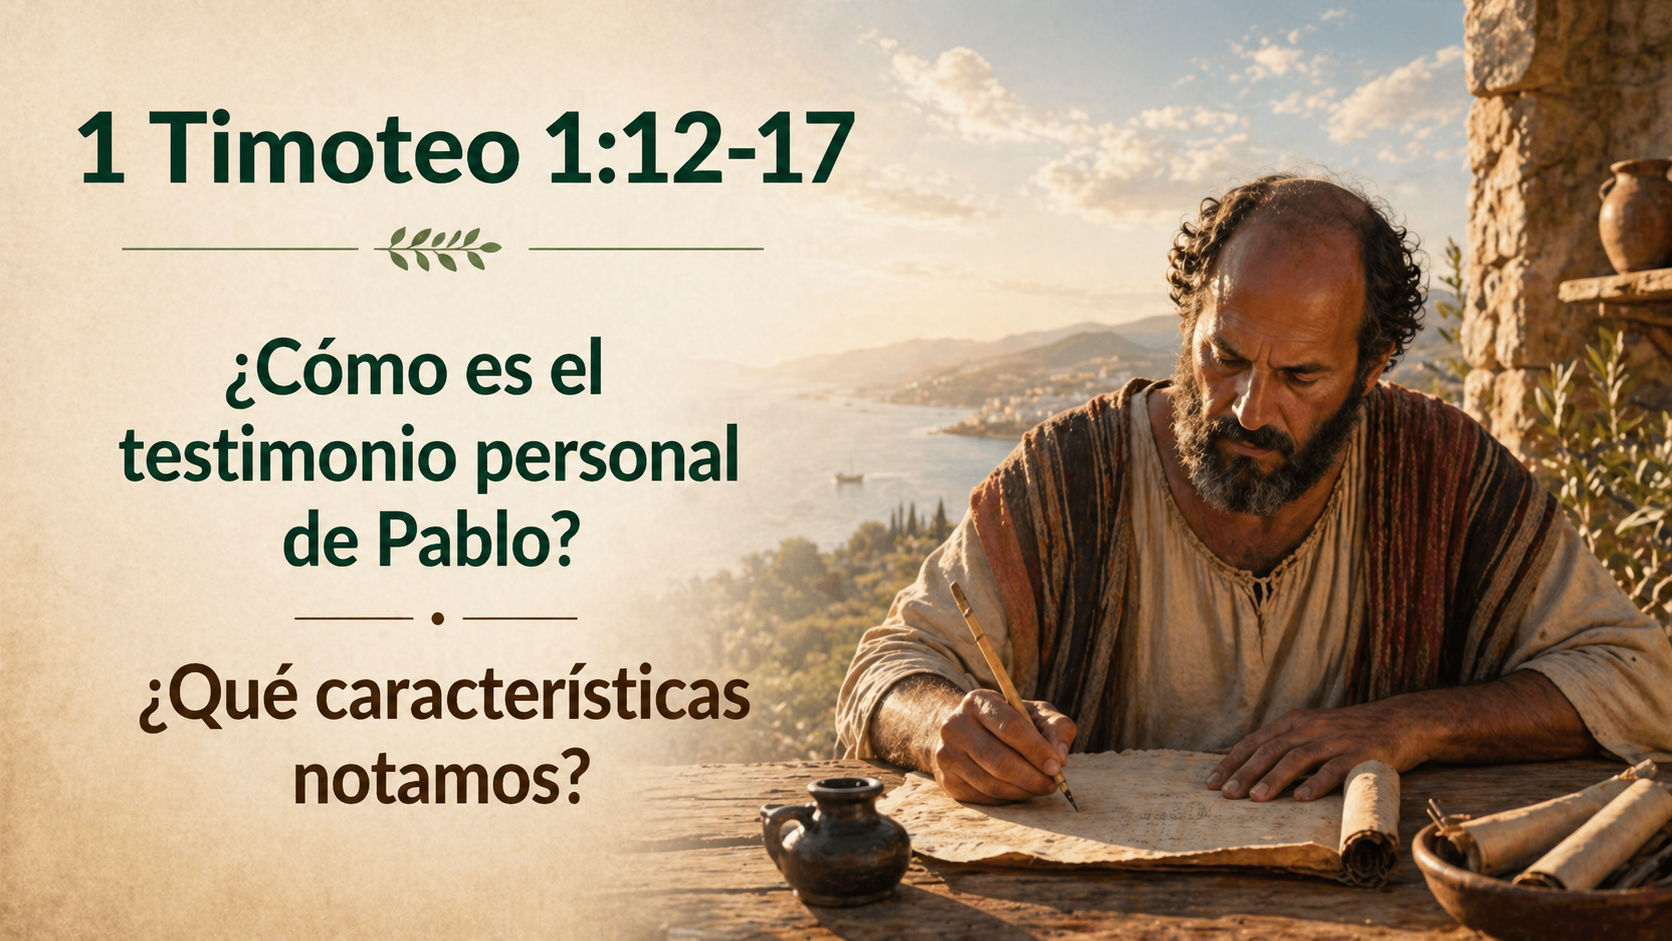 1 Timoteo 1:12-17
¿Cómo es el
testimonio personal
de Pablo?
¿Qué características
notamos?